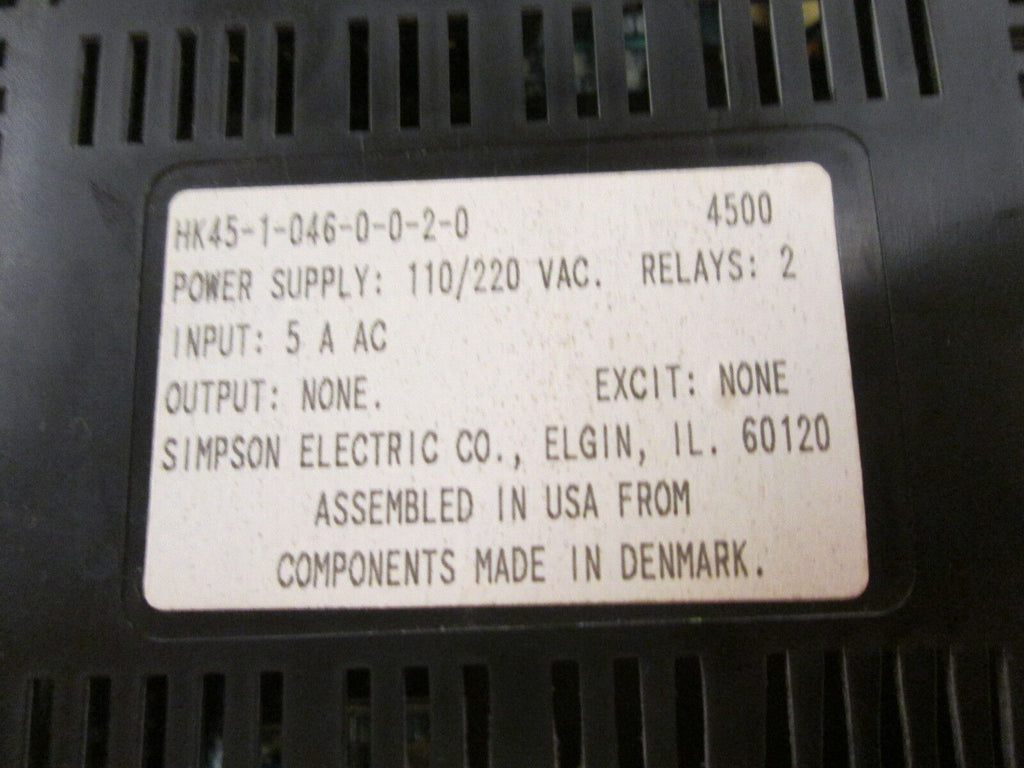 HK45-1-046-0-0-2-0 4500
POWER SUPPLY: 110/220 VAC. RELAYS: 2
INPUT: 5 A AC
OUTPUT: NONE. EXCIT: NONE
SIMPSON ELECTRIC CO., ELGIN, IL. 60120
ASSEMBLED IN USA FROM
COMPONENTS MADE IN DENMARK.